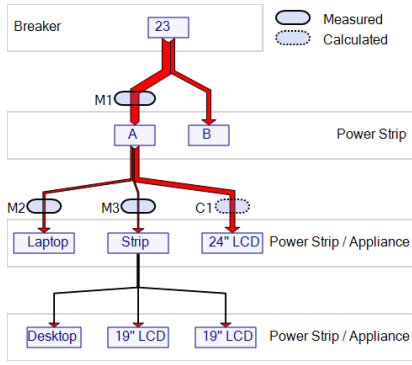 Breaker
23
Measured
Calculated
M1
A
B
Power Strip
M2
M3
C1
Laptop
Strip
24" LCD
Power Strip / Appliance
Desktop
19" LCD
19" LCD
Power Strip / Appliance